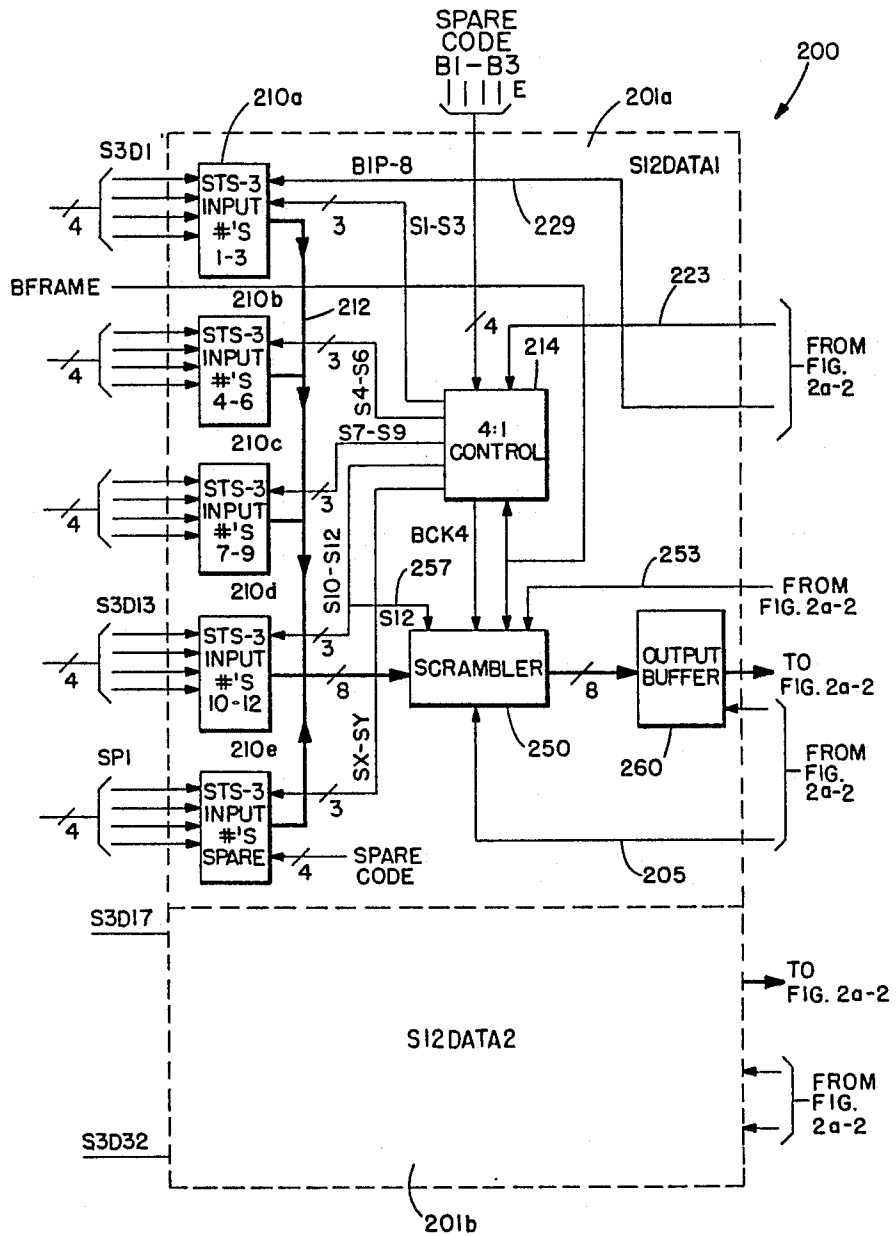 SPARE
CODE
B1-B3
E
200
210a
201a
S3D1
4
STS-3
INPUT
#'S
1-3
BIP-8
S12DATA1
3
S1-S3
229
BFRAME
210b
212
4
223
4
STS-3
INPUT
#'S
4-6
3
S4-S6
214
FROM
FIG.
2a-2
4:1
CONTROL
210c
S7-S9
4
STS-3
INPUT
#'S
7-9
3
BCK4
S10-S12
257
S12
253
FROM
FIG. 2a-2
210d
S3D13
4
STS-3
INPUT
#'S
10-12
3
8
SCRAMBLER
8
OUTPUT
BUFFER
TO
FIG. 2a-2
210e
SX-SY
250
260
FROM
FIG.
2a-2
SP1
4
STS-3
INPUT
#'S
SPARE
3
4
SPARE
CODE
205
S3D17
TO
FIG. 2a-2
S12DATA2
FROM
FIG.
2a-2
S3D32
201b